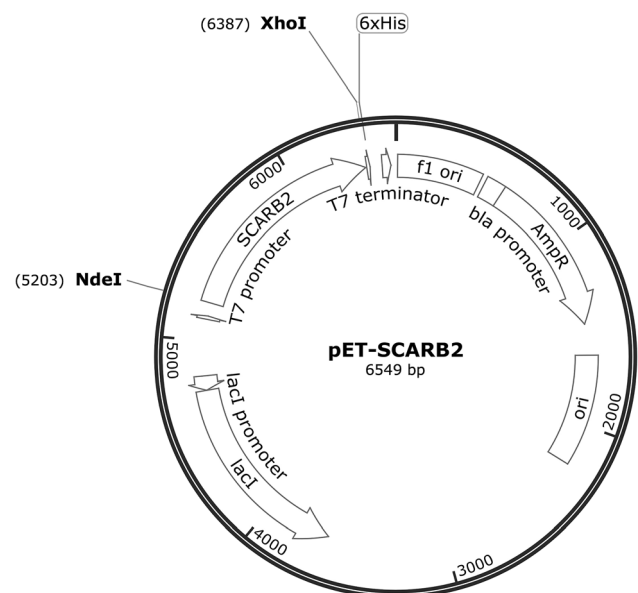 (6387) XhoI
6xHis
6000
f1 ori
1000
SCARB2
T7 terminator
bla promoter
AmpR
T7 promoter
(5203) NdeI
5000
pET-SCARB2
6549 bp
lacI promoter
ori
2000
lacI
4000
3000